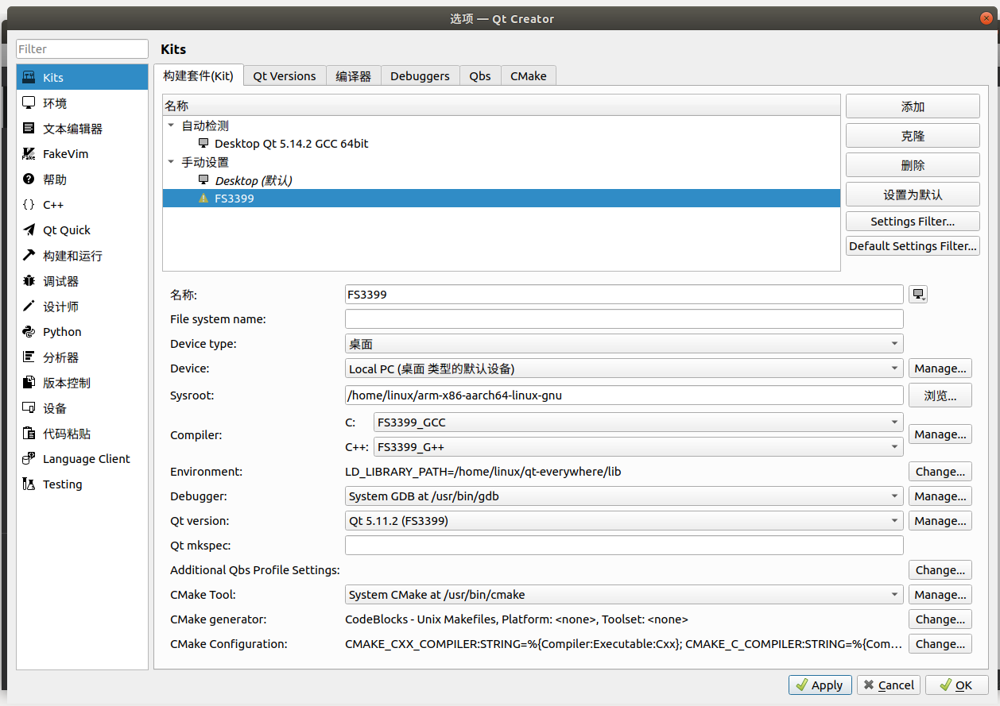 选项 — Qt Creator
Filter
Kits
环境
文本编辑器
FakeVim
帮助
C++
Qt Quick
构建和运行
调试器
设计师
Python
分析器
版本控制
设备
代码粘贴
Language Client
Testing
Kits
构建套件(Kit) Qt Versions 编译器 Debuggers Qbs CMake
名称
自动检测
Desktop Qt 5.14.2 GCC 64bit
手动设置
Desktop (默认)
FS3399
添加
克隆
删除
设置为默认
Settings Filter...
Default Settings Filter...
名称: FS3399
File system name:
Device type: 桌面
Device: Local PC (桌面 类型的默认设备) Manage...
Sysroot: /home/linux/arm-x86-aarch64-linux-gnu 浏览...
Compiler: C: FS3399_GCC
C++: FS3399_G++ Manage...
Environment: LD_LIBRARY_PATH=/home/linux/qt-everywhere/lib Change...
Debugger: System GDB at /usr/bin/gdb Manage...
Qt version: Qt 5.11.2 (FS3399) Manage...
Qt mkspec:
Additional Qbs Profile Settings: Change...
CMake Tool: System CMake at /usr/bin/cmake Manage...
CMake generator: CodeBlocks - Unix Makefiles, Platform: <none>, Toolset: <none> Change...
CMake Configuration: CMAKE_CXX_COMPILER:STRING=%{Compiler:Executable:Cxx}; CMAKE_C_COMPILER:STRING=%{Com... Change...
Apply Cancel OK